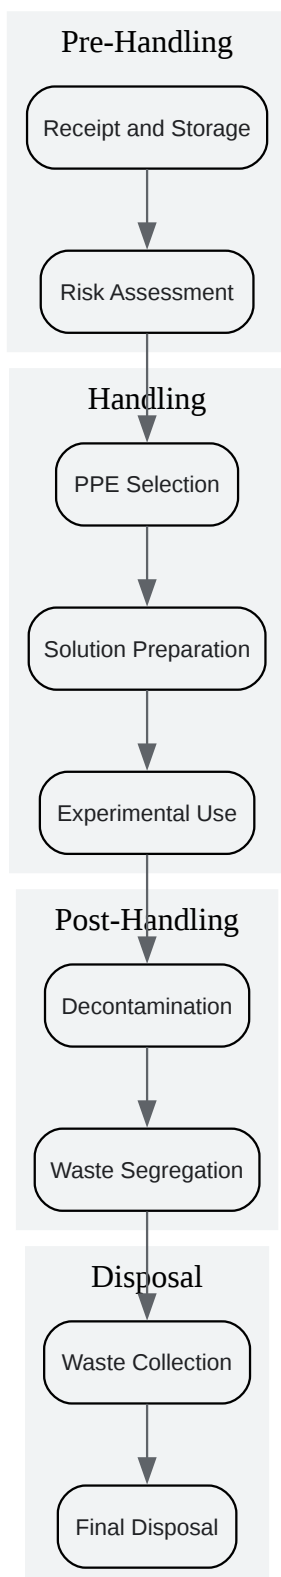 Pre-Handling
Receipt and Storage
Risk Assessment
Handling
PPE Selection
Solution Preparation
Experimental Use
Post-Handling
Decontamination
Waste Segregation
Disposal
Waste Collection
Final Disposal